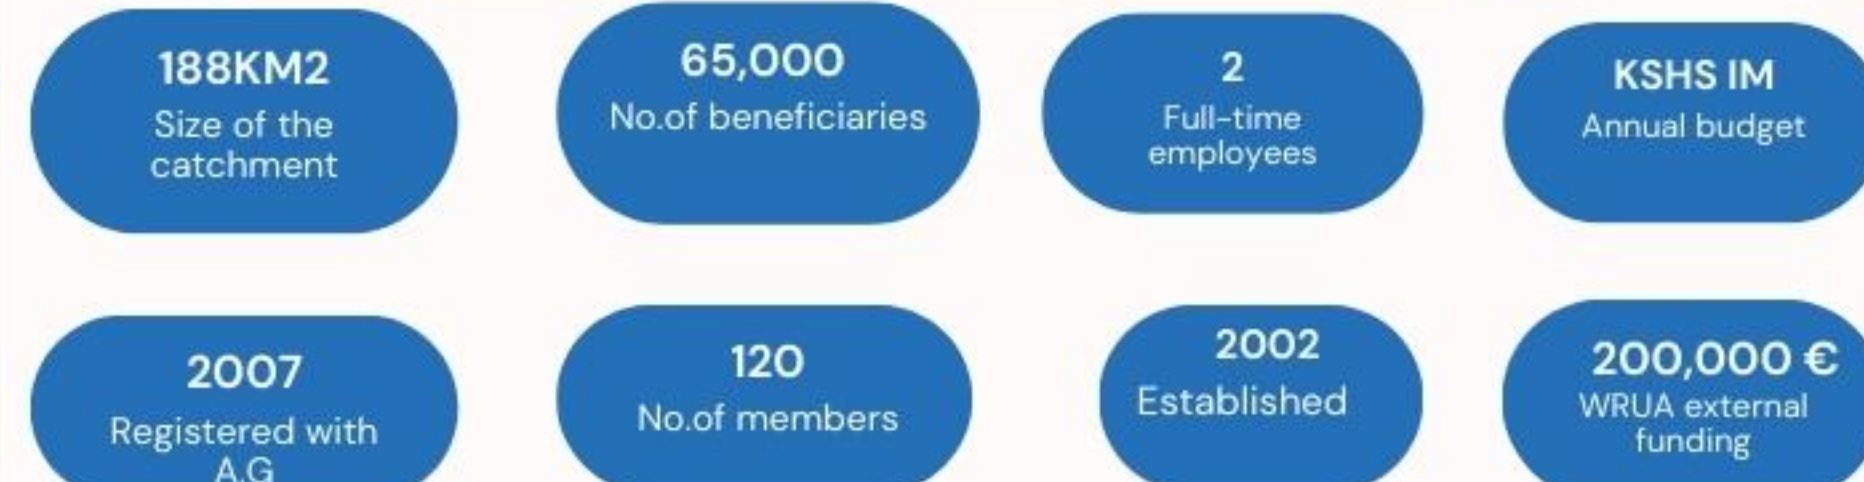 188KM2
Size of the
catchment
65,000
No.of beneficiaries
2
Full-time
employees
KSHS IM
Annual budget
2007
Registered with
A.G
120
No.of members
2002
Established
200,000 €
WRUA external
funding